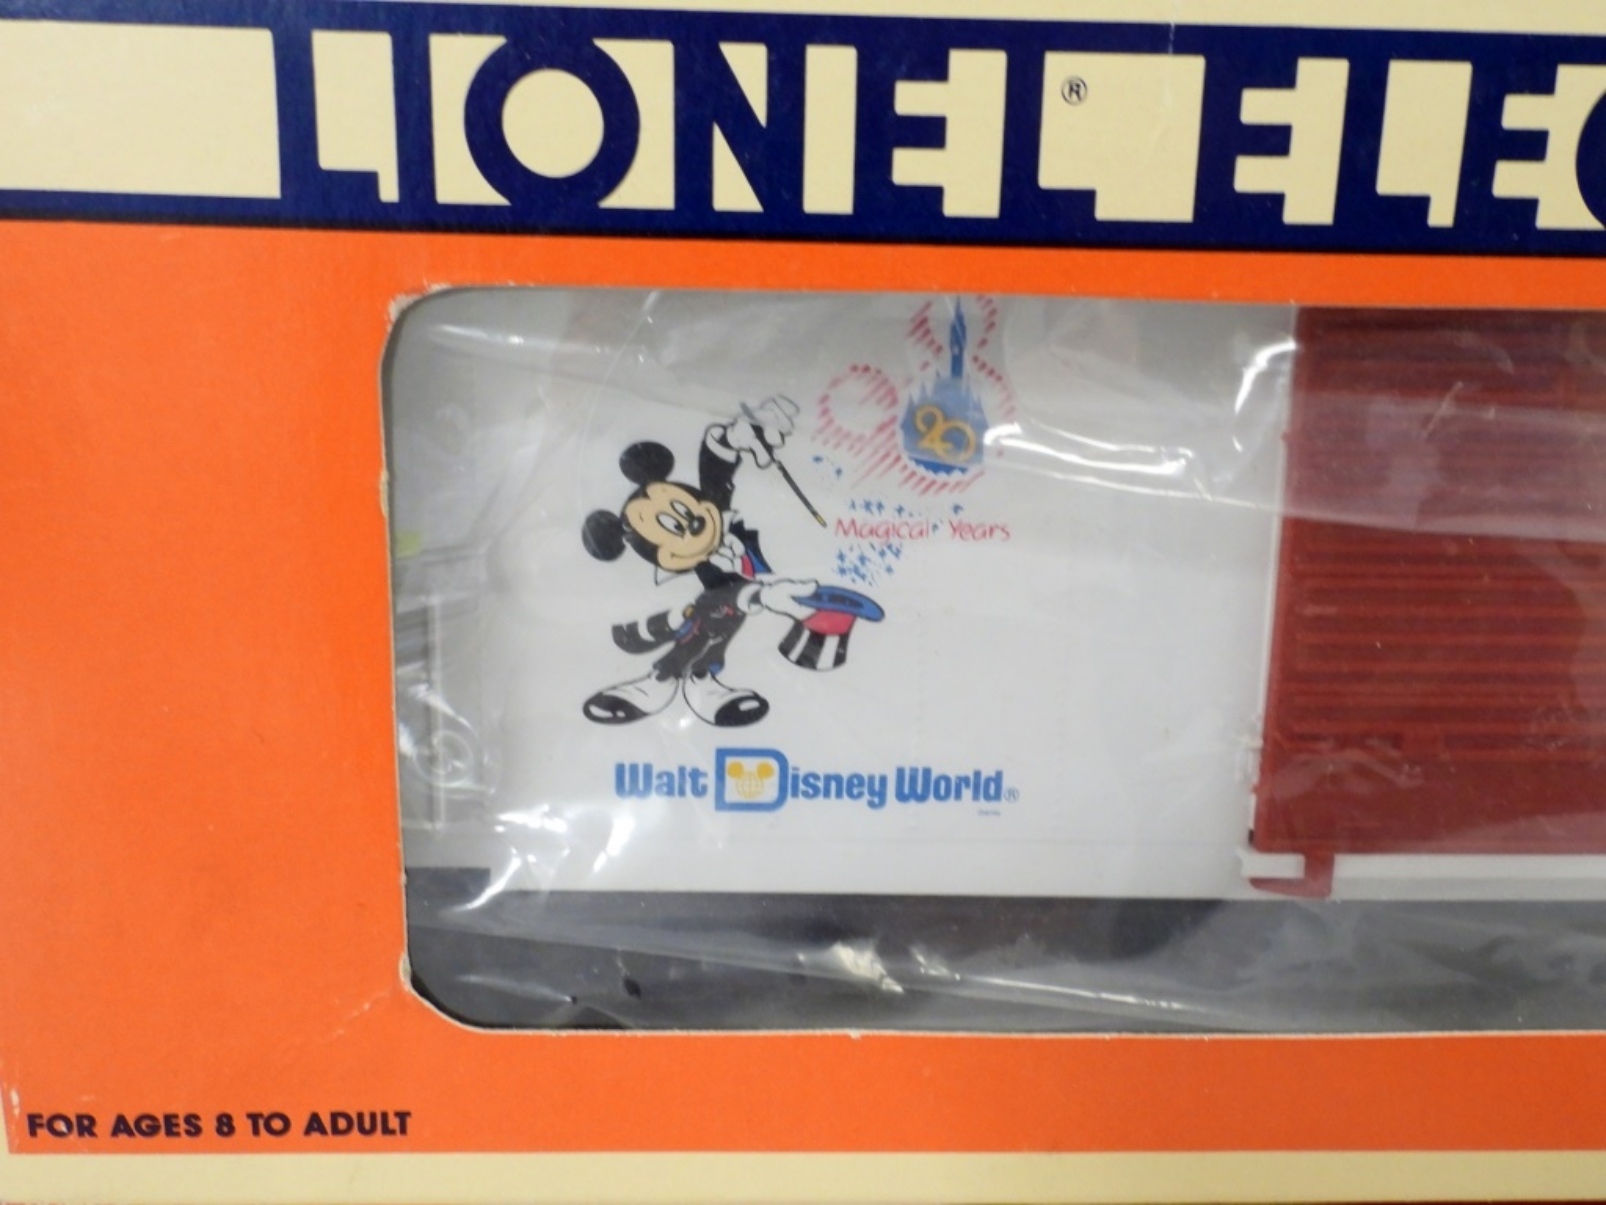 LIONEL® ELEC
20
Magical Years
Walt Disney World®
FOR AGES 8 TO ADULT